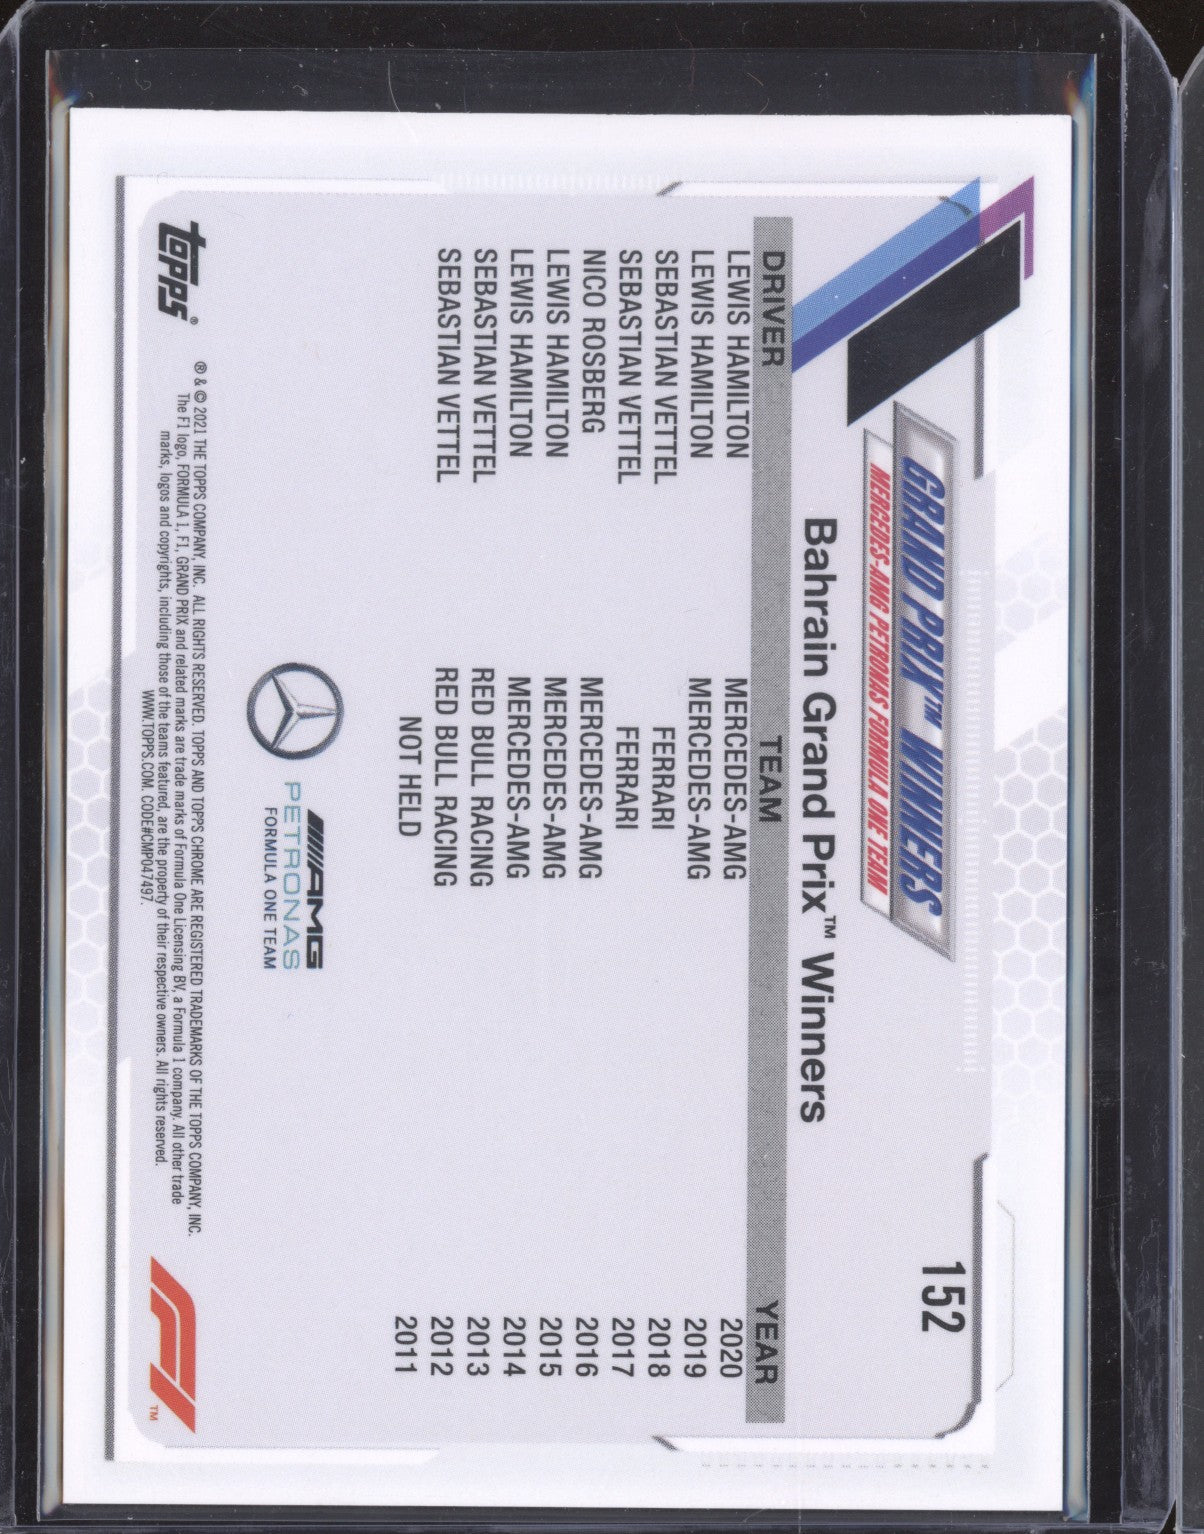 152
GRAND PRIX™ WINNERS
MERCEDES-AMG PETRONAS FORMULA ONE TEAM
Bahrain Grand Prix™ Winners
DRIVER TEAM YEAR
LEWIS HAMILTON MERCEDES-AMG 2020
LEWIS HAMILTON MERCEDES-AMG 2019
SEBASTIAN VETTEL FERRARI 2018
SEBASTIAN VETTEL FERRARI 2017
NICO ROSBERG MERCEDES-AMG 2016
LEWIS HAMILTON MERCEDES-AMG 2015
LEWIS HAMILTON MERCEDES-AMG 2014
SEBASTIAN VETTEL RED BULL RACING 2013
SEBASTIAN VETTEL RED BULL RACING 2012
NOT HELD 2011
AMG
PETRONAS
FORMULA ONE TEAM
topps®
® & © 2021 THE TOPPS COMPANY, INC. ALL RIGHTS RESERVED. TOPPS AND TOPPS CHROME ARE REGISTERED TRADEMARKS OF THE TOPPS COMPANY, INC.
The F1 logo, FORMULA 1, F1, GRAND PRIX and related marks are trade marks of Formula One Licensing BV, a Formula 1 company. All other trade
marks, logos and copyrights, including those of the teams featured, are the property of their respective owners. All rights reserved.
WWW.TOPPS.COM. CODE#CMP047497.
F1™